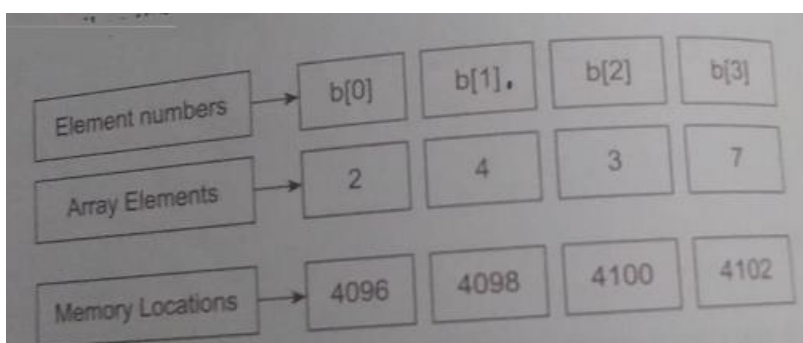 Element numbers b[0] b[1]. b[2] b[3]
Array Elements 2 4 3 7
Memory Locations 4096 4098 4100 4102